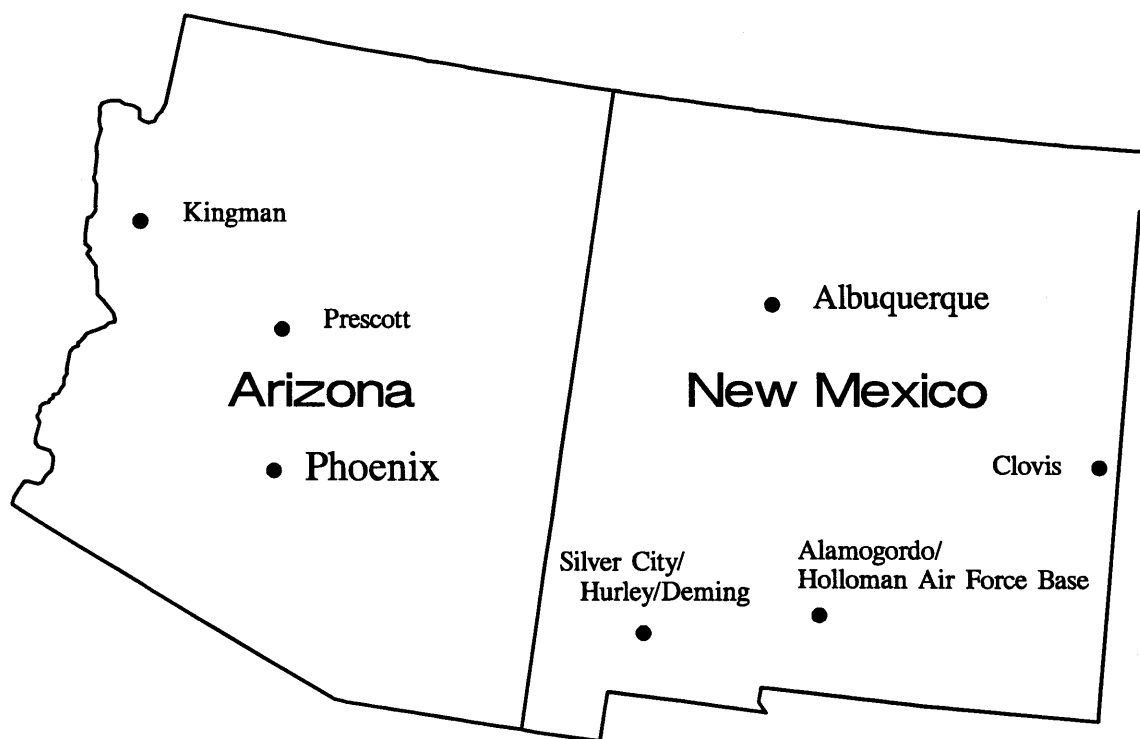 Kingman
Prescott
Arizona
Phoenix
Albuquerque
New Mexico
Clovis
Silver City/
Hurley/Deming
Alamogordo/
Holloman Air Force Base